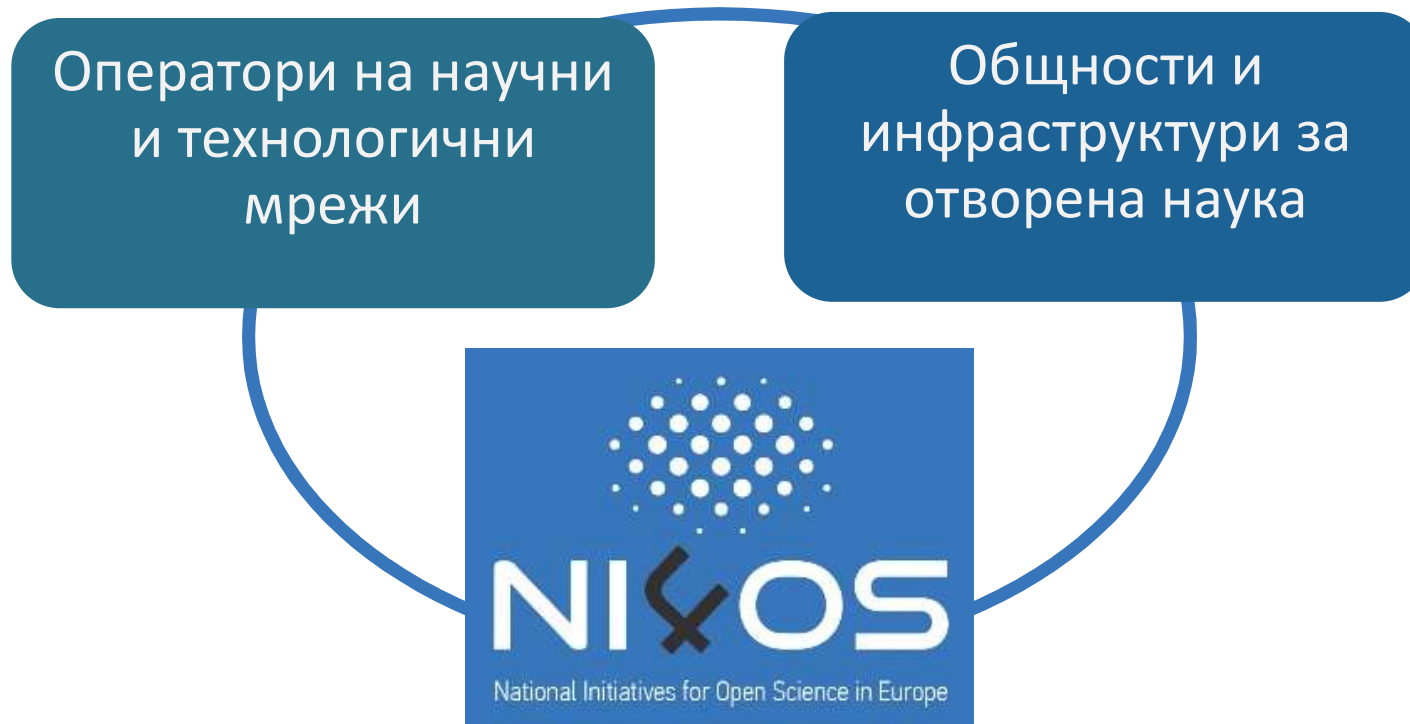 Оператори на научни
и технологични
мрежи
Общности и
инфраструктури за
отворена наука
NI4OS
National Initiatives for Open Science in Europe